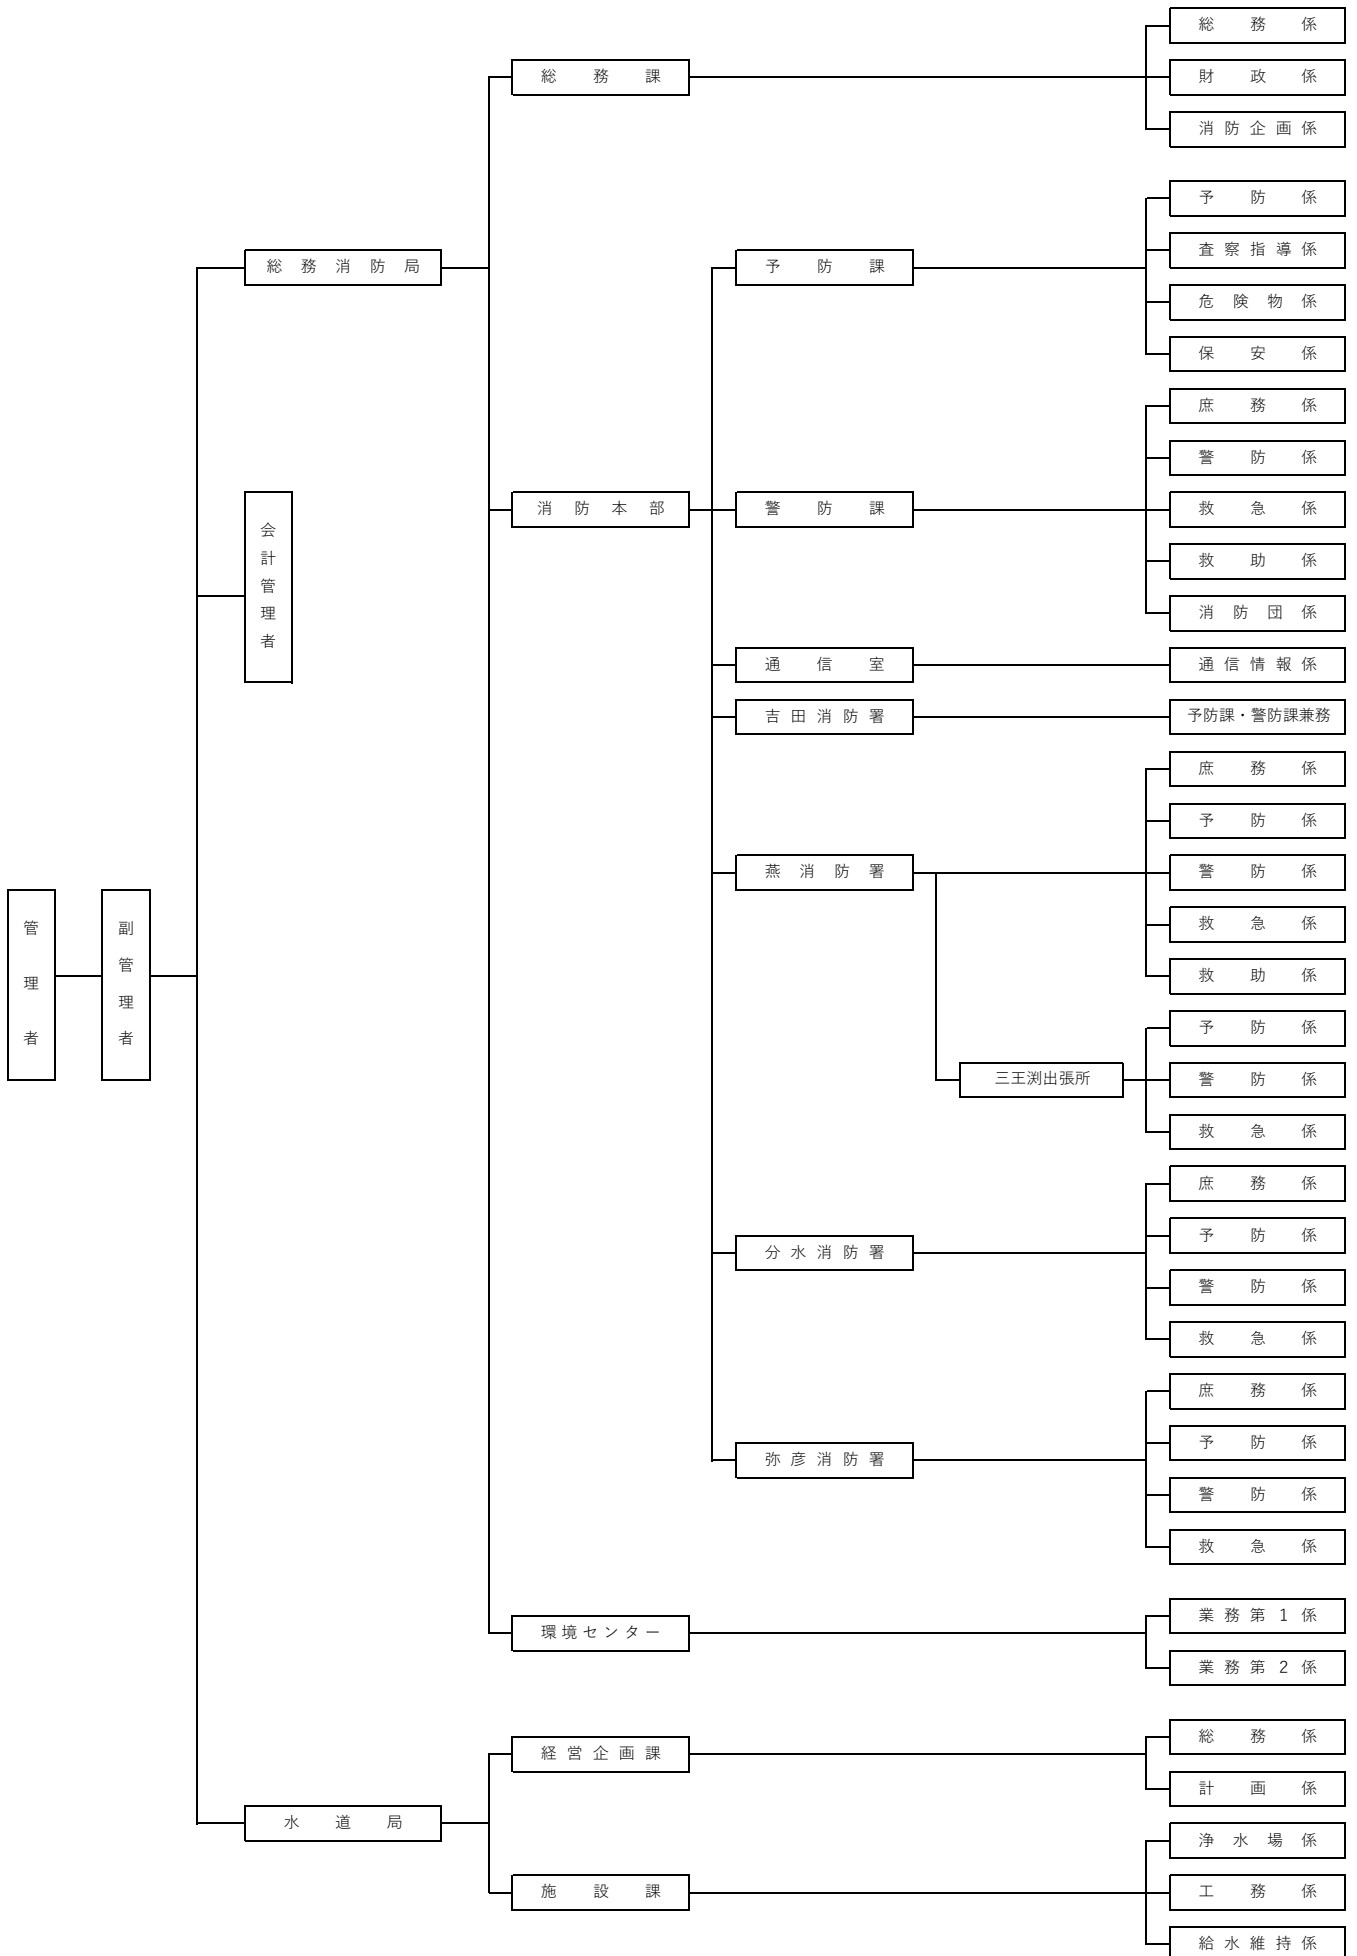 総務係
総務課
財政係
消防企画係
予防係
査察指導係
総務消防局
予防課
危険物係
保安係
庶務係
警防係
会計管理者
消防本部
警防課
救急係
救助係
消防団係
通信室
通信情報係
吉田消防署
予防課・警防課兼務
庶務係
予防係
燕消防署
警防係
管理者
副管理者
救急係
救助係
予防係
三王渕出張所
警防係
救急係
庶務係
予防係
分水消防署
警防係
救急係
庶務係
予防係
弥彦消防署
警防係
救急係
業務第1係
環境センター
業務第2係
総務係
経営企画課
計画係
水道局
浄水場係
施設課
工務係
給水維持係